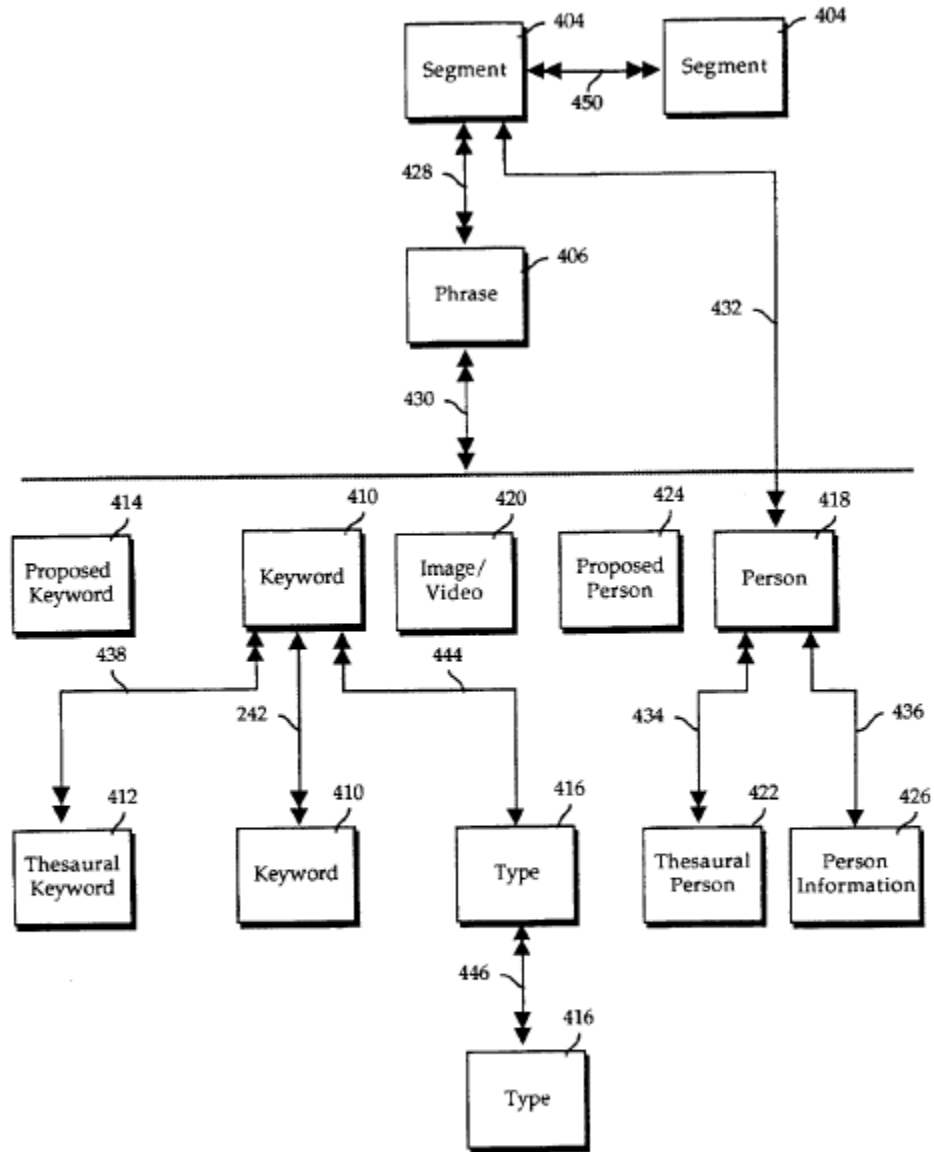 404
404
Segment
Segment
450
428
406
Phrase
432
430
414
410
420
424
418
Proposed
Keyword
Keyword
Image/
Video
Proposed
Person
Person
438
444
242
434
436
412
410
416
422
426
Thesaural
Keyword
Keyword
Type
Thesaural
Person
Person
Information
446
416
Type